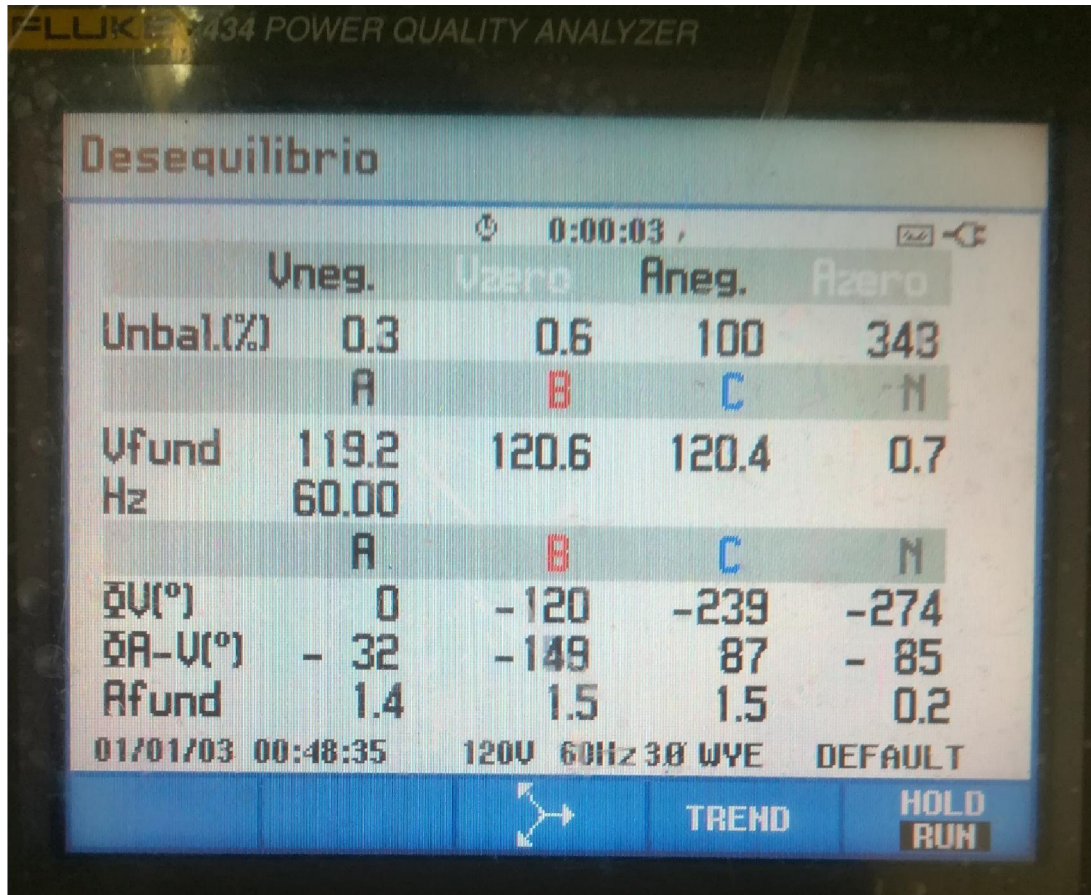 FLUKE 434 POWER QUALITY ANALYZER
Desequilibrio
0:00:03
Vneg. Vzero Aneg. Azero
Unbal.(%) 0.3 0.6 100 343
A B C N
Vfund 119.2 120.6 120.4 0.7
Hz 60.00
A B C N
ΦV(°) 0 -120 -239 -274
ΦA-V(°) - 32 -149 87 - 85
Afund 1.4 1.5 1.5 0.2
01/01/03 00:48:35 120V 60Hz 3Ø WYE DEFAULT
TREND HOLD
RUN